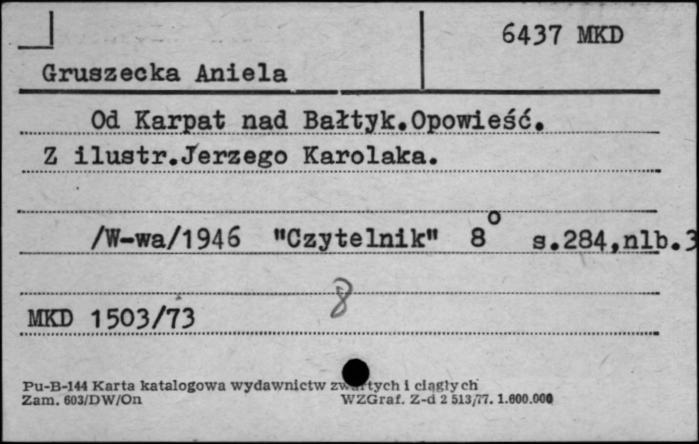 6437 MKD
Gruszecka Aniela
Od Karpat nad Bałtyk.Opowieść.
Z ilustr.Jerzego Karolaka.
/W-wa/1946 "Czytelnik" 8° s.284,nlb.3
8
MKD 1503/73
Pu-B-144 Karta katalogowa wydawnictw zwartych i ciągłych
Zam. 603/DW/On WZGraf. Z-d 2 513/77. 1.600.000